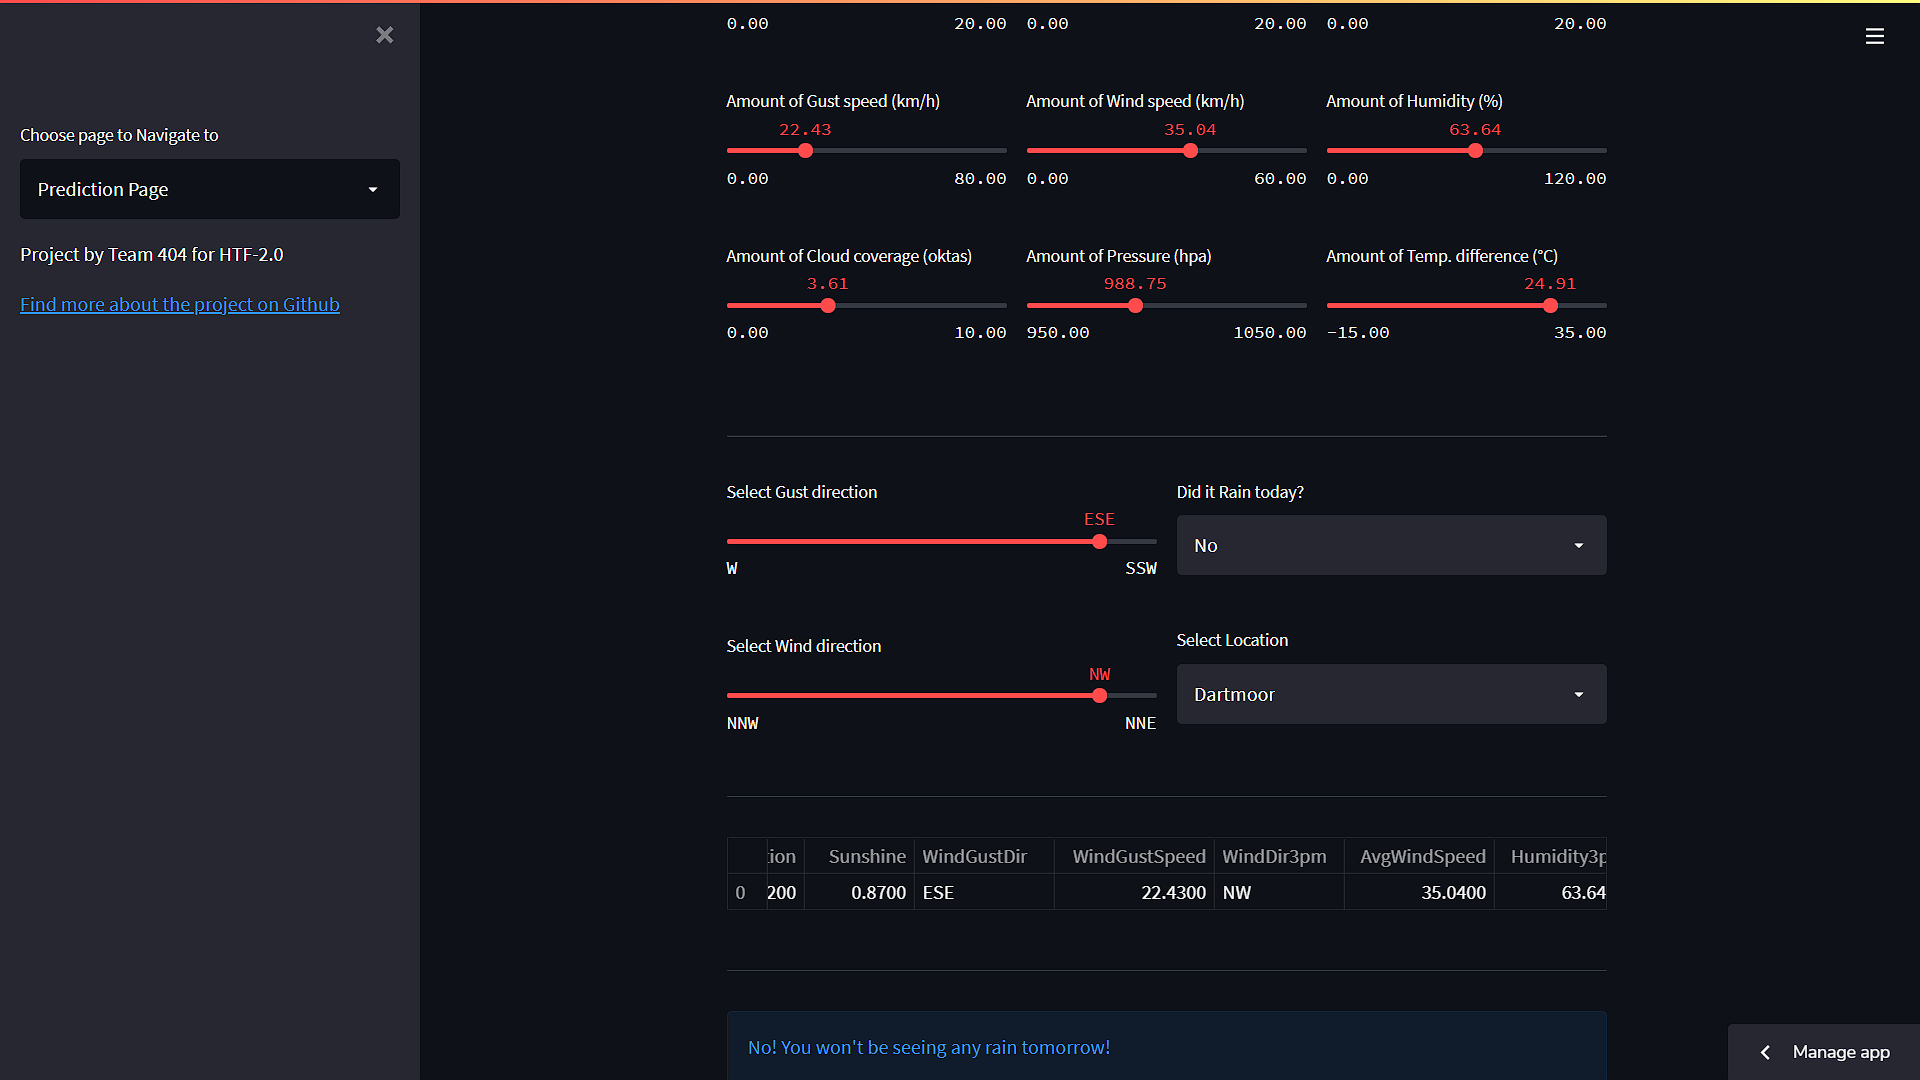 Choose page to Navigate to
Prediction Page
Project by Team 404 for HTF-2.0
Find more about the project on Github
0.00 20.00 0.00 20.00 0.00 20.00
Amount of Gust speed (km/h) Amount of Wind speed (km/h) Amount of Humidity (%)
22.43 35.04 63.64
0.00 80.00 0.00 60.00 0.00 120.00
Amount of Cloud coverage (oktas) Amount of Pressure (hpa) Amount of Temp. difference (°C)
3.61 988.75 24.91
0.00 10.00 950.00 1050.00 -15.00 35.00
Select Gust direction
ESE
W SSW
Did it Rain today?
No
Select Wind direction
NW
NNW NNE
Select Location
Dartmoor
ion Sunshine WindGustDir WindGustSpeed WindDir3pm AvgWindSpeed Humidity3p
0 200 0.8700 ESE 22.4300 NW 35.0400 63.64
No! You won't be seeing any rain tomorrow!
Manage app